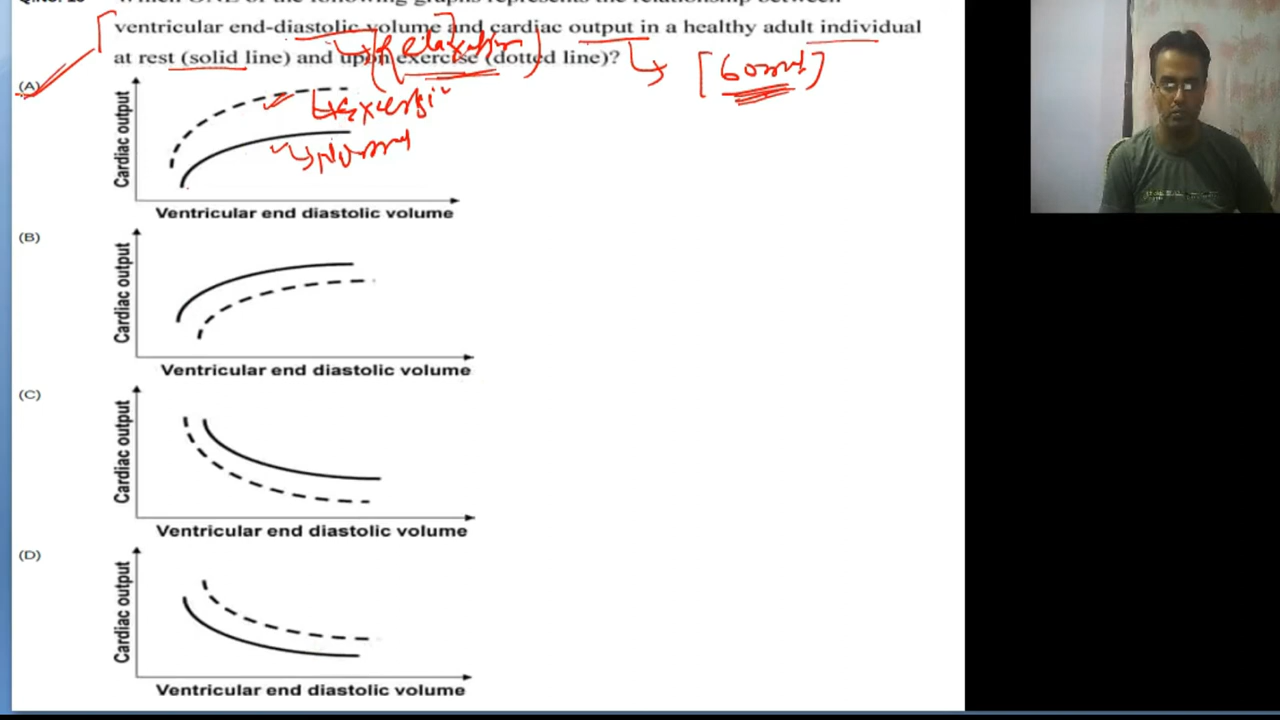 ventricular end-diastolic volume and cardiac output in a healthy adult individual
at rest (solid line) and upon exercise (dotted line)?
(Relaxation)
[60ml]
(A)
Cardiac output
Ventricular end diastolic volume
(B)
Cardiac output
Ventricular end diastolic volume
(C)
Cardiac output
Ventricular end diastolic volume
(D)
Cardiac output
Ventricular end diastolic volume